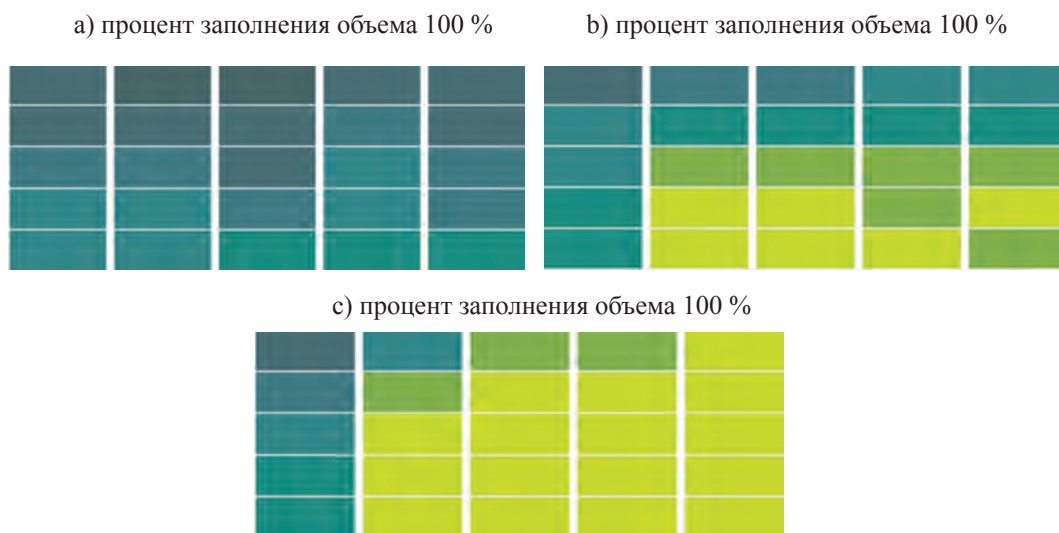 a) процент заполнения объема 100 %
b) процент заполнения объема 100 %
c) процент заполнения объема 100 %